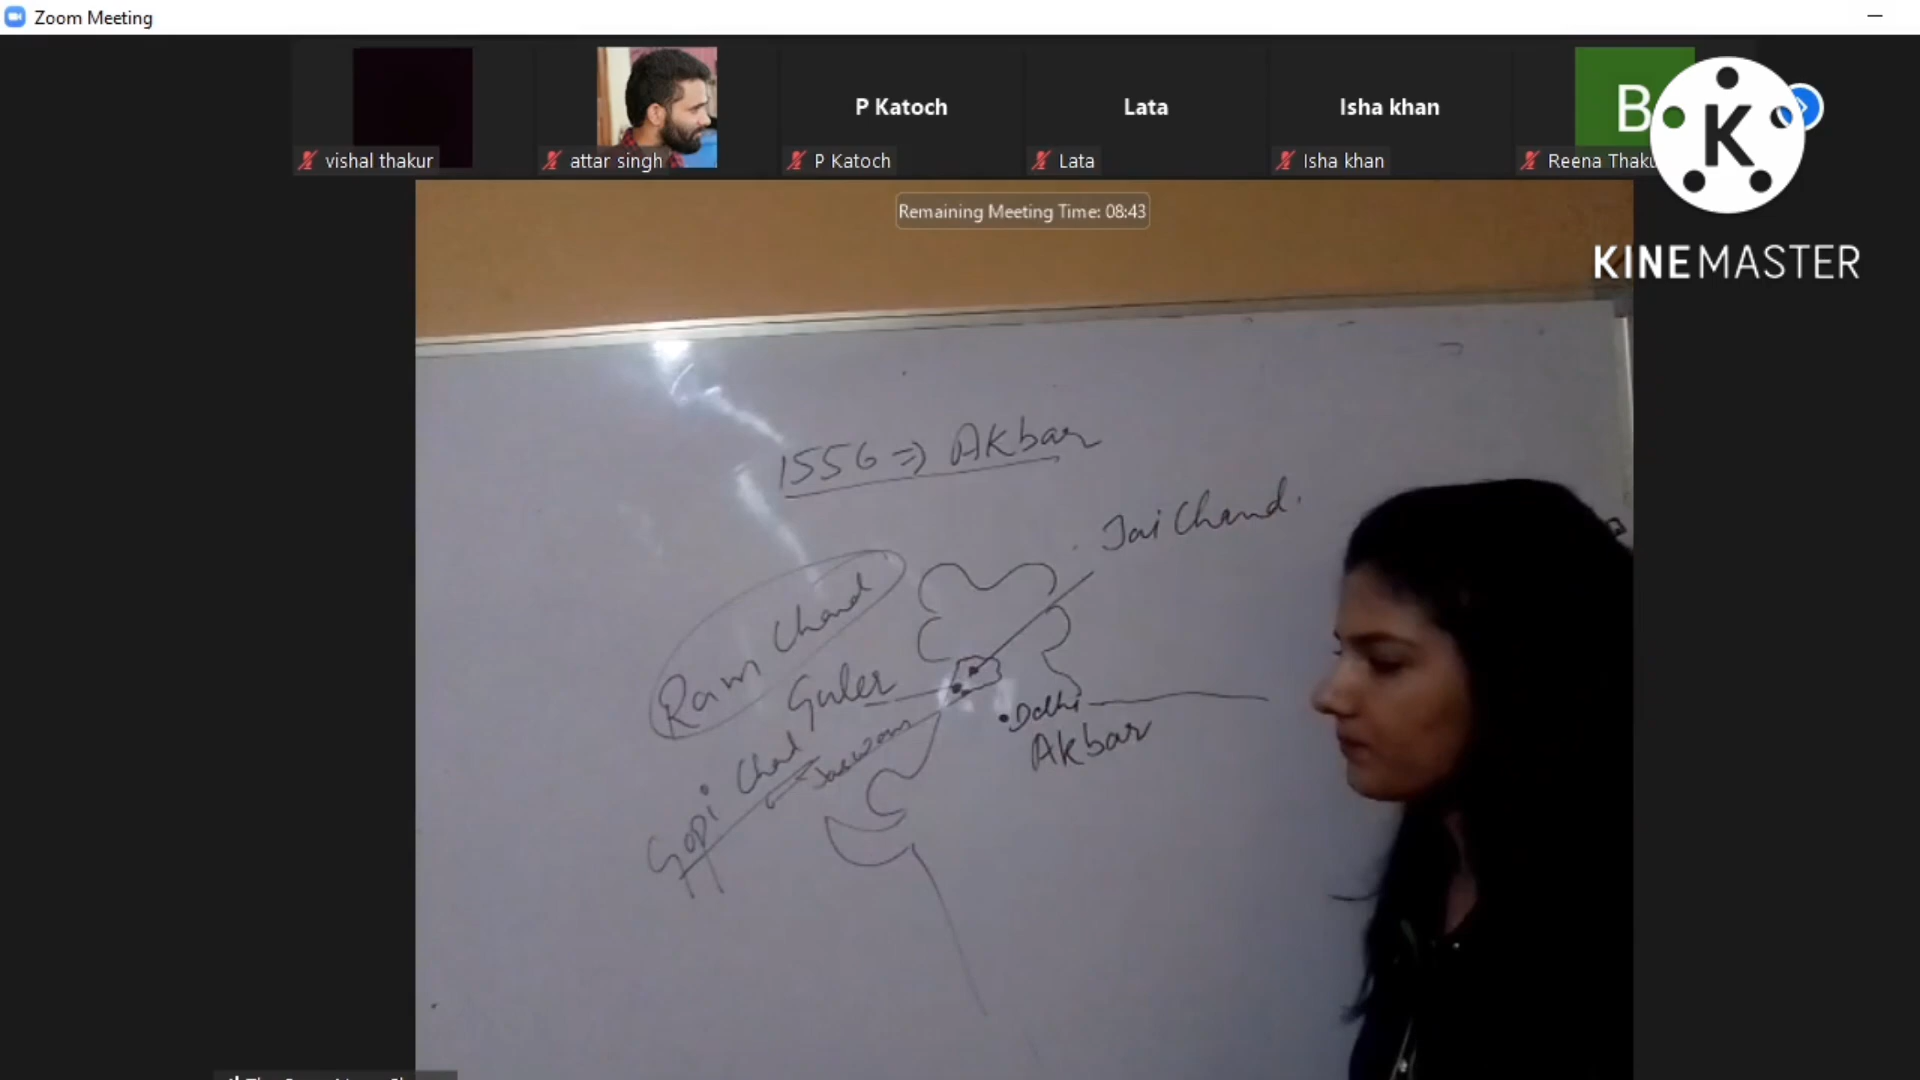 Zoom Meeting
P Katoch
Lata
Isha khan
B
vishal thakur
attar singh
P Katoch
Lata
Isha khan
Reena Thaku
K
KINEMASTER
Remaining Meeting Time: 08:43
1556 => Akbar
Jai Chand.
Ram Chand
Guler
Delhi
Akbar
Gopi Chand
Jaswan